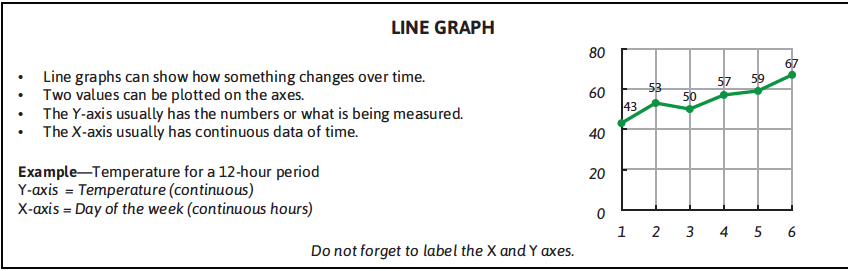 LINE GRAPH
• Line graphs can show how something changes over time.
• Two values can be plotted on the axes.
• The Y-axis usually has the numbers or what is being measured.
• The X-axis usually has continuous data of time.
Example—Temperature for a 12-hour period
Y-axis = Temperature (continuous)
X-axis = Day of the week (continuous hours)
Do not forget to label the X and Y axes.
80
60
40
20
0
43
53
50
57
59
67
1 2 3 4 5 6